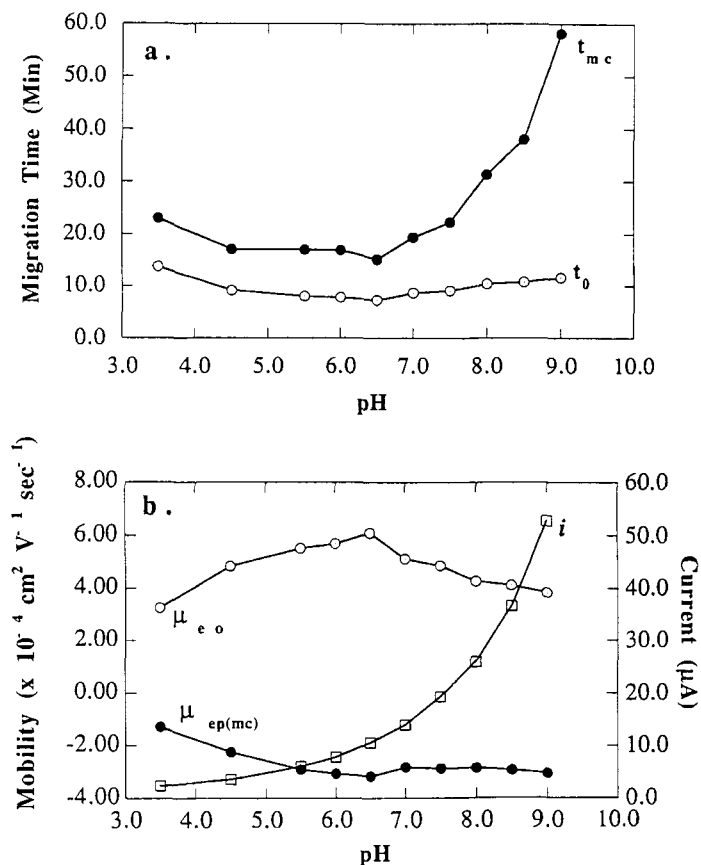 a.
60.0
50.0
40.0
30.0
20.0
10.0
0.0
Migration Time (Min)
t mc
t 0
3.0 4.0 5.0 6.0 7.0 8.0 9.0 10.0
pH
b.
8.00
6.00
4.00
2.00
0.00
-2.00
-4.00
Mobility (x 10⁻⁴ cm² V⁻¹ sec⁻¹)
μ eo
μ ep(mc)
i
60.0
50.0
40.0
30.0
20.0
10.0
0.0
Current (μA)
3.0 4.0 5.0 6.0 7.0 8.0 9.0 10.0
pH